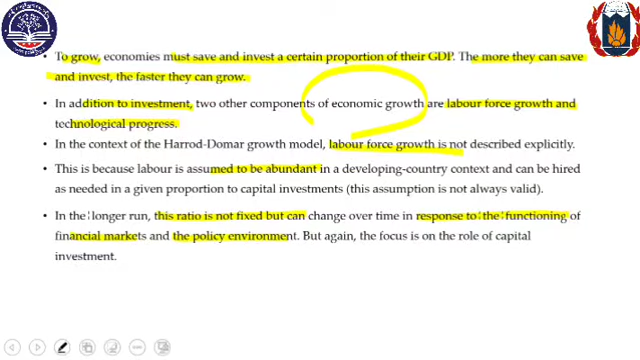 • To grow, economies must save and invest a certain proportion of their GDP. The more they can save
and invest, the faster they can grow.
• In addition to investment, two other components of economic growth are labour force growth and
technological progress.
• In the context of the Harrod-Domar growth model, labour force growth is not described explicitly.
• This is because labour is assumed to be abundant in a developing-country context and can be hired
as needed in a given proportion to capital investments (this assumption is not always valid).
• In the longer run, this ratio is not fixed but can change over time in response to the functioning of
financial markets and the policy environment. But again, the focus is on the role of capital
investment.